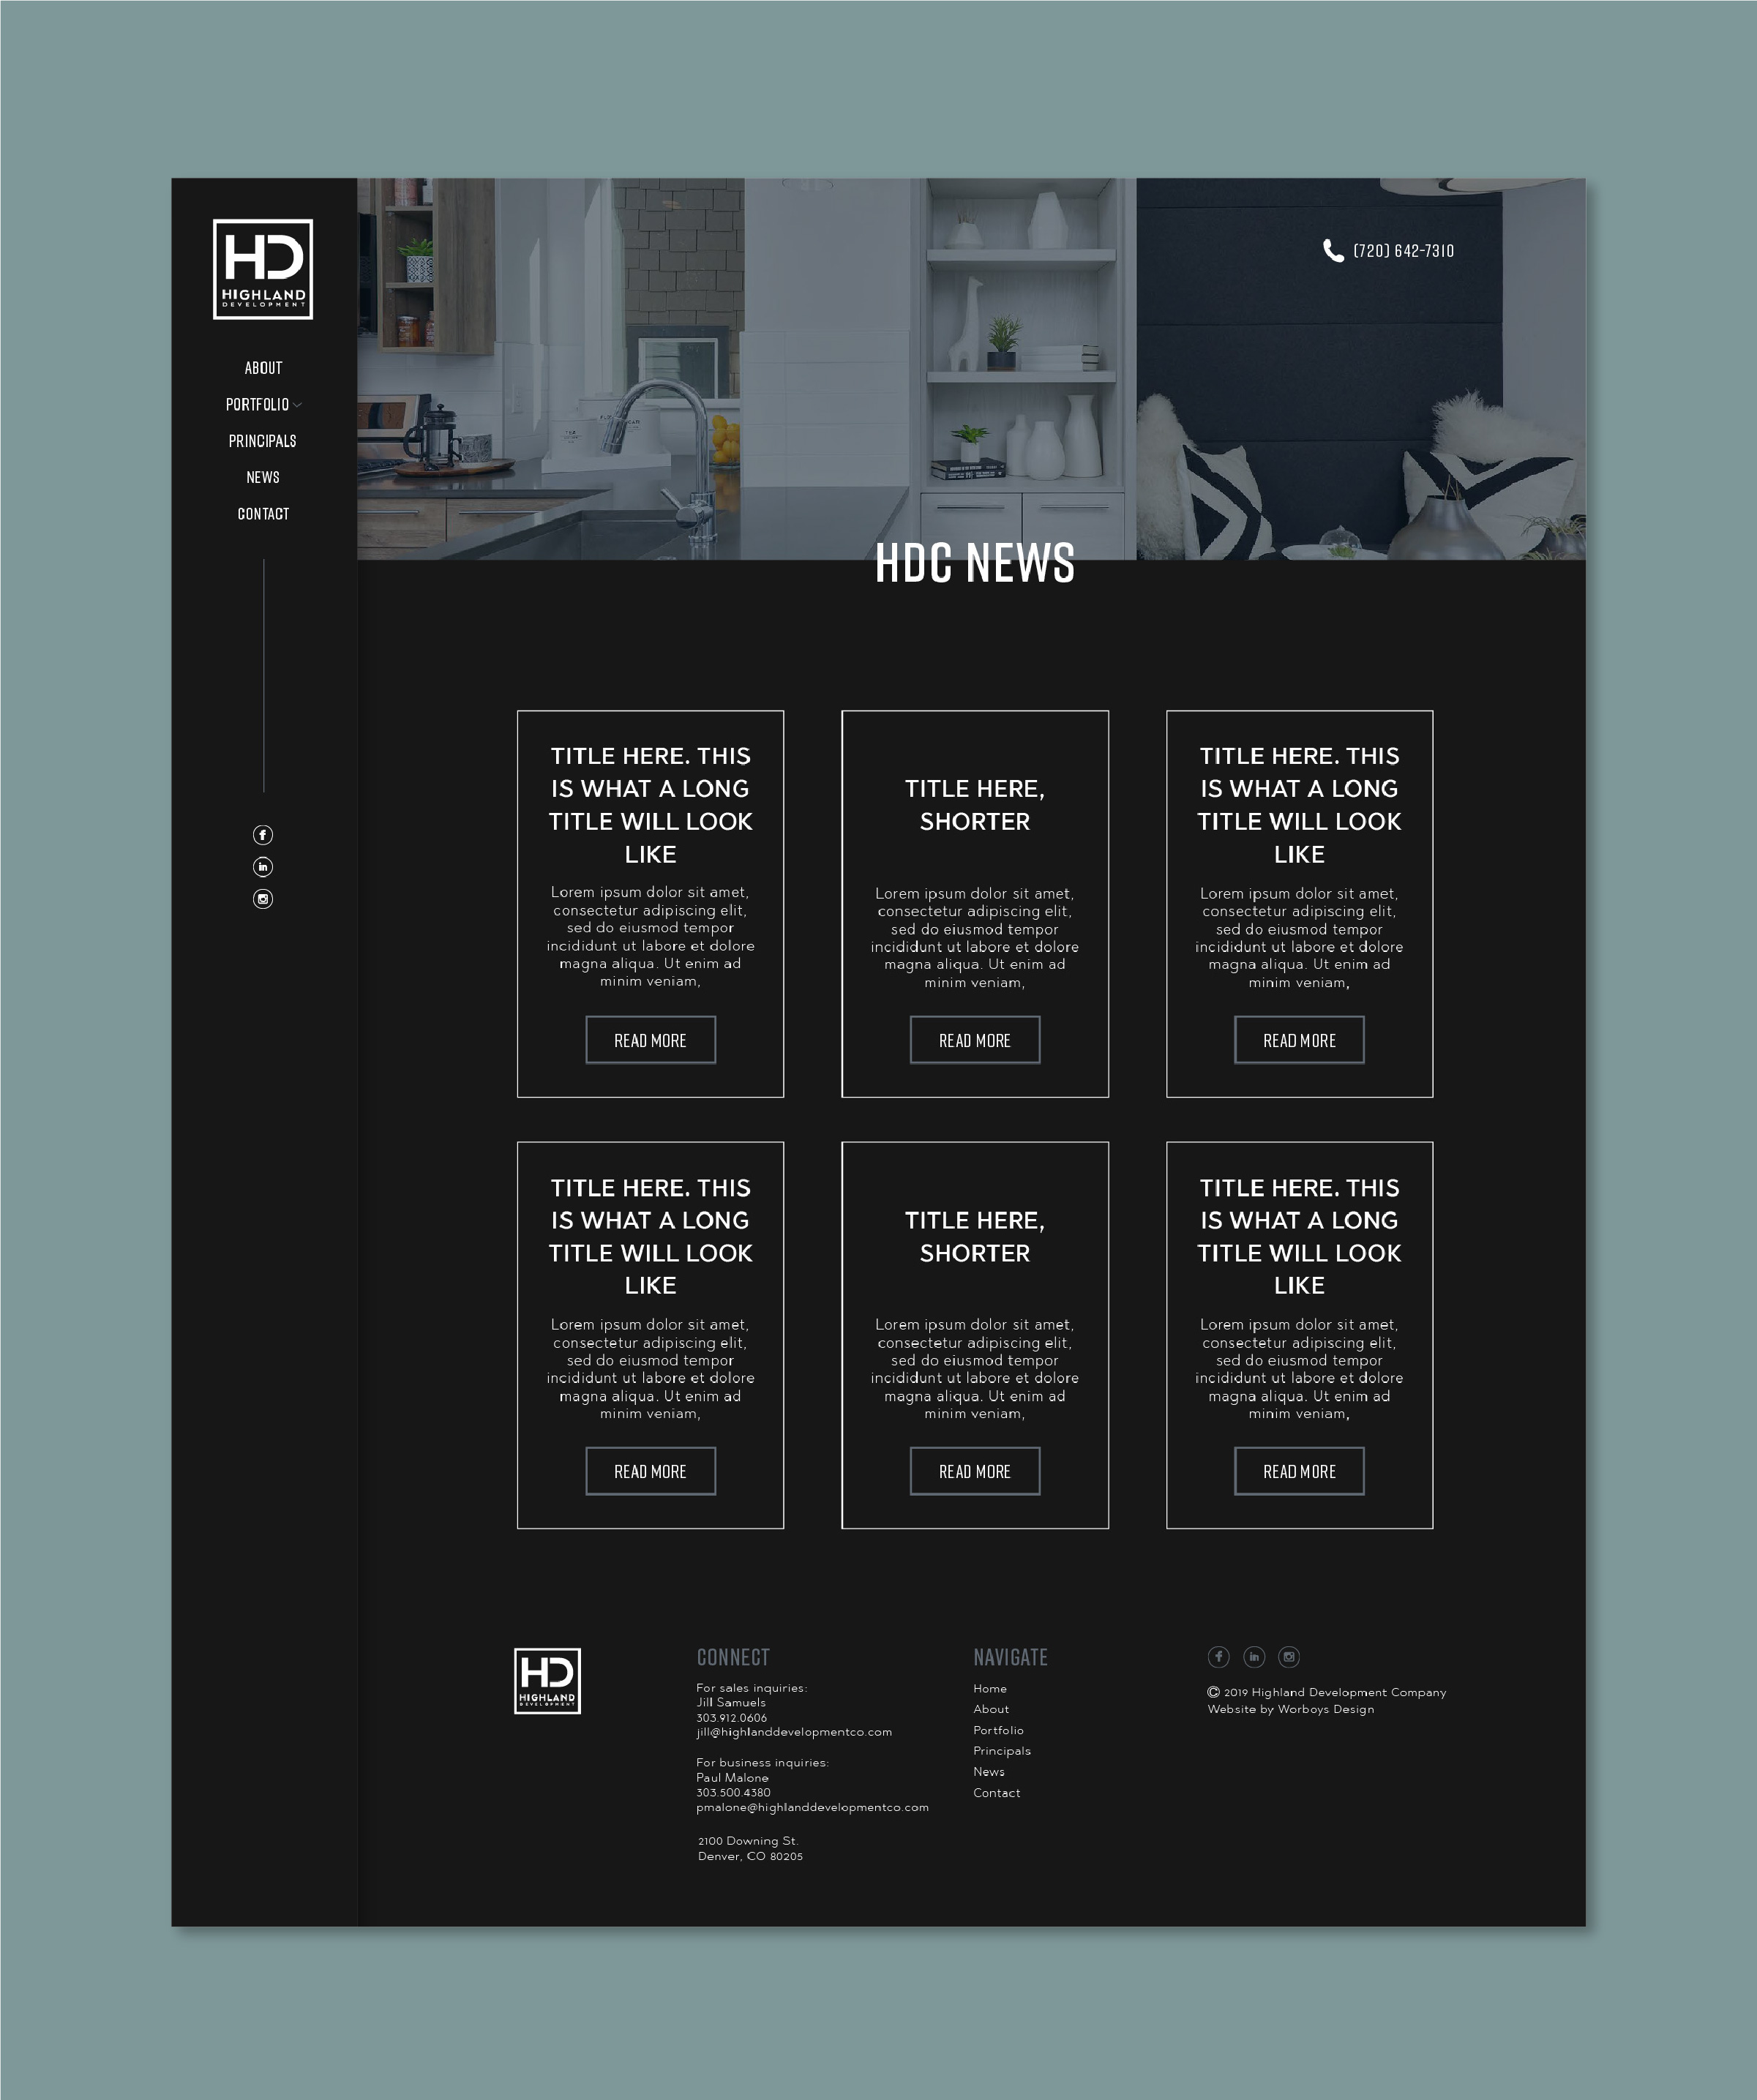 HD
HIGHLAND
DEVELOPMENT
ABOUT
PORTFOLIO
PRINCIPALS
NEWS
CONTACT
(720) 642-7310
HDC NEWS
TITLE HERE. THIS
IS WHAT A LONG
TITLE WILL LOOK
LIKE
Lorem ipsum dolor sit amet,
consectetur adipiscing elit,
sed do eiusmod tempor
incididunt ut labore et dolore
magna aliqua. Ut enim ad
minim veniam,
READ MORE
TITLE HERE,
SHORTER
Lorem ipsum dolor sit amet,
consectetur adipiscing elit,
sed do eiusmod tempor
incididunt ut labore et dolore
magna aliqua. Ut enim ad
minim veniam,
READ MORE
TITLE HERE. THIS
IS WHAT A LONG
TITLE WILL LOOK
LIKE
Lorem ipsum dolor sit amet,
consectetur adipiscing elit,
sed do eiusmod tempor
incididunt ut labore et dolore
magna aliqua. Ut enim ad
minim veniam,
READ MORE
TITLE HERE. THIS
IS WHAT A LONG
TITLE WILL LOOK
LIKE
Lorem ipsum dolor sit amet,
consectetur adipiscing elit,
sed do eiusmod tempor
incididunt ut labore et dolore
magna aliqua. Ut enim ad
minim veniam,
READ MORE
TITLE HERE,
SHORTER
Lorem ipsum dolor sit amet,
consectetur adipiscing elit,
sed do eiusmod tempor
incididunt ut labore et dolore
magna aliqua. Ut enim ad
minim veniam,
READ MORE
TITLE HERE. THIS
IS WHAT A LONG
TITLE WILL LOOK
LIKE
Lorem ipsum dolor sit amet,
consectetur adipiscing elit,
sed do eiusmod tempor
incididunt ut labore et dolore
magna aliqua. Ut enim ad
minim veniam,
READ MORE
HD
HIGHLAND
DEVELOPMENT
CONNECT
For sales inquiries:
Jill Samuels
303.912.0606
jill@highlanddevelopmentco.com
For business inquiries:
Paul Malone
303.500.4380
pmalone@highlanddevelopmentco.com
2100 Downing St.
Denver, CO 80205
NAVIGATE
Home
About
Portfolio
Principals
News
Contact
© 2019 Highland Development Company
Website by Worboys Design